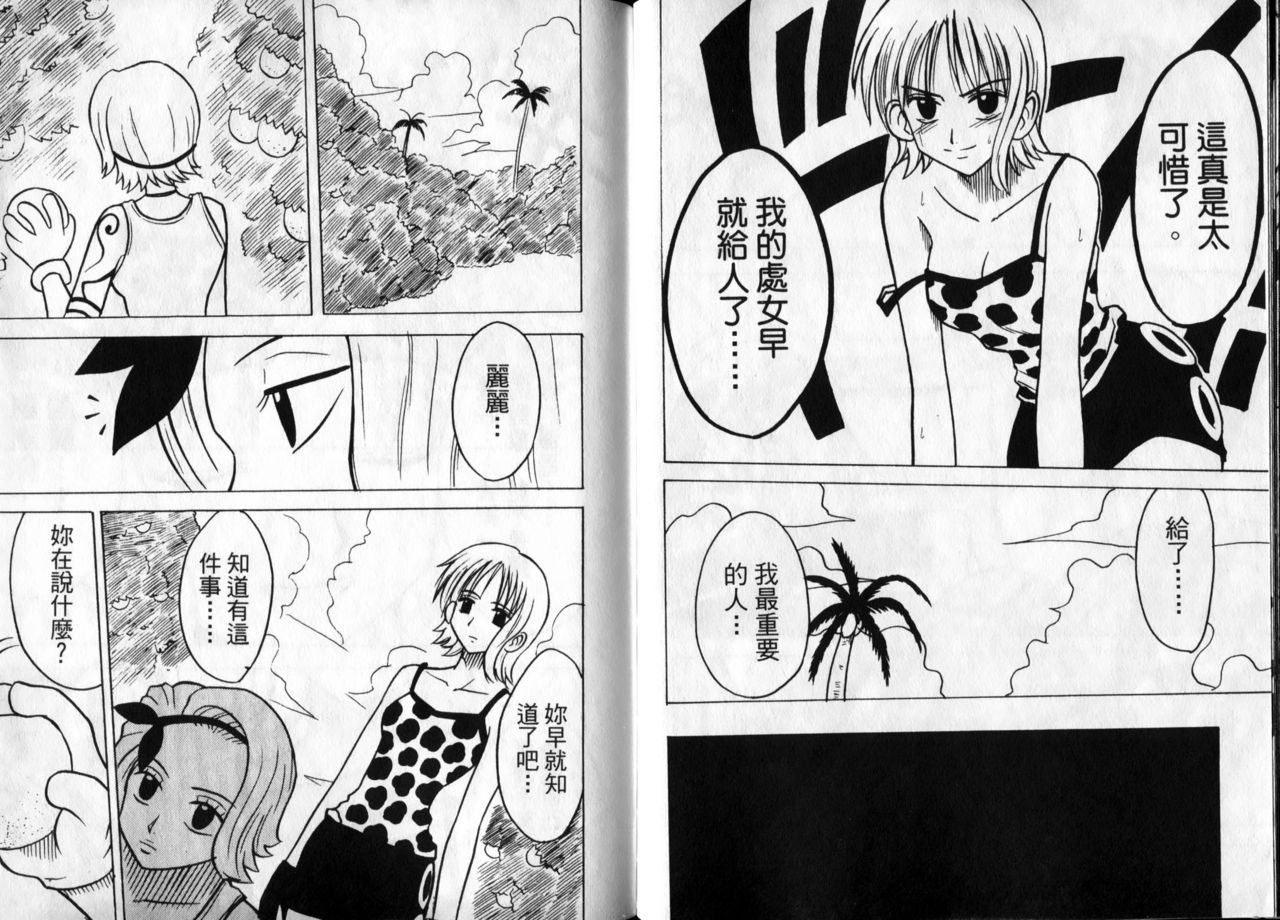 這真是太
可惜了。
我的處女早
就給人了……
給了……
我最重要
的人…
麗麗…
妳早就知
道了吧…
知道有這
件事……
妳在說什麼？